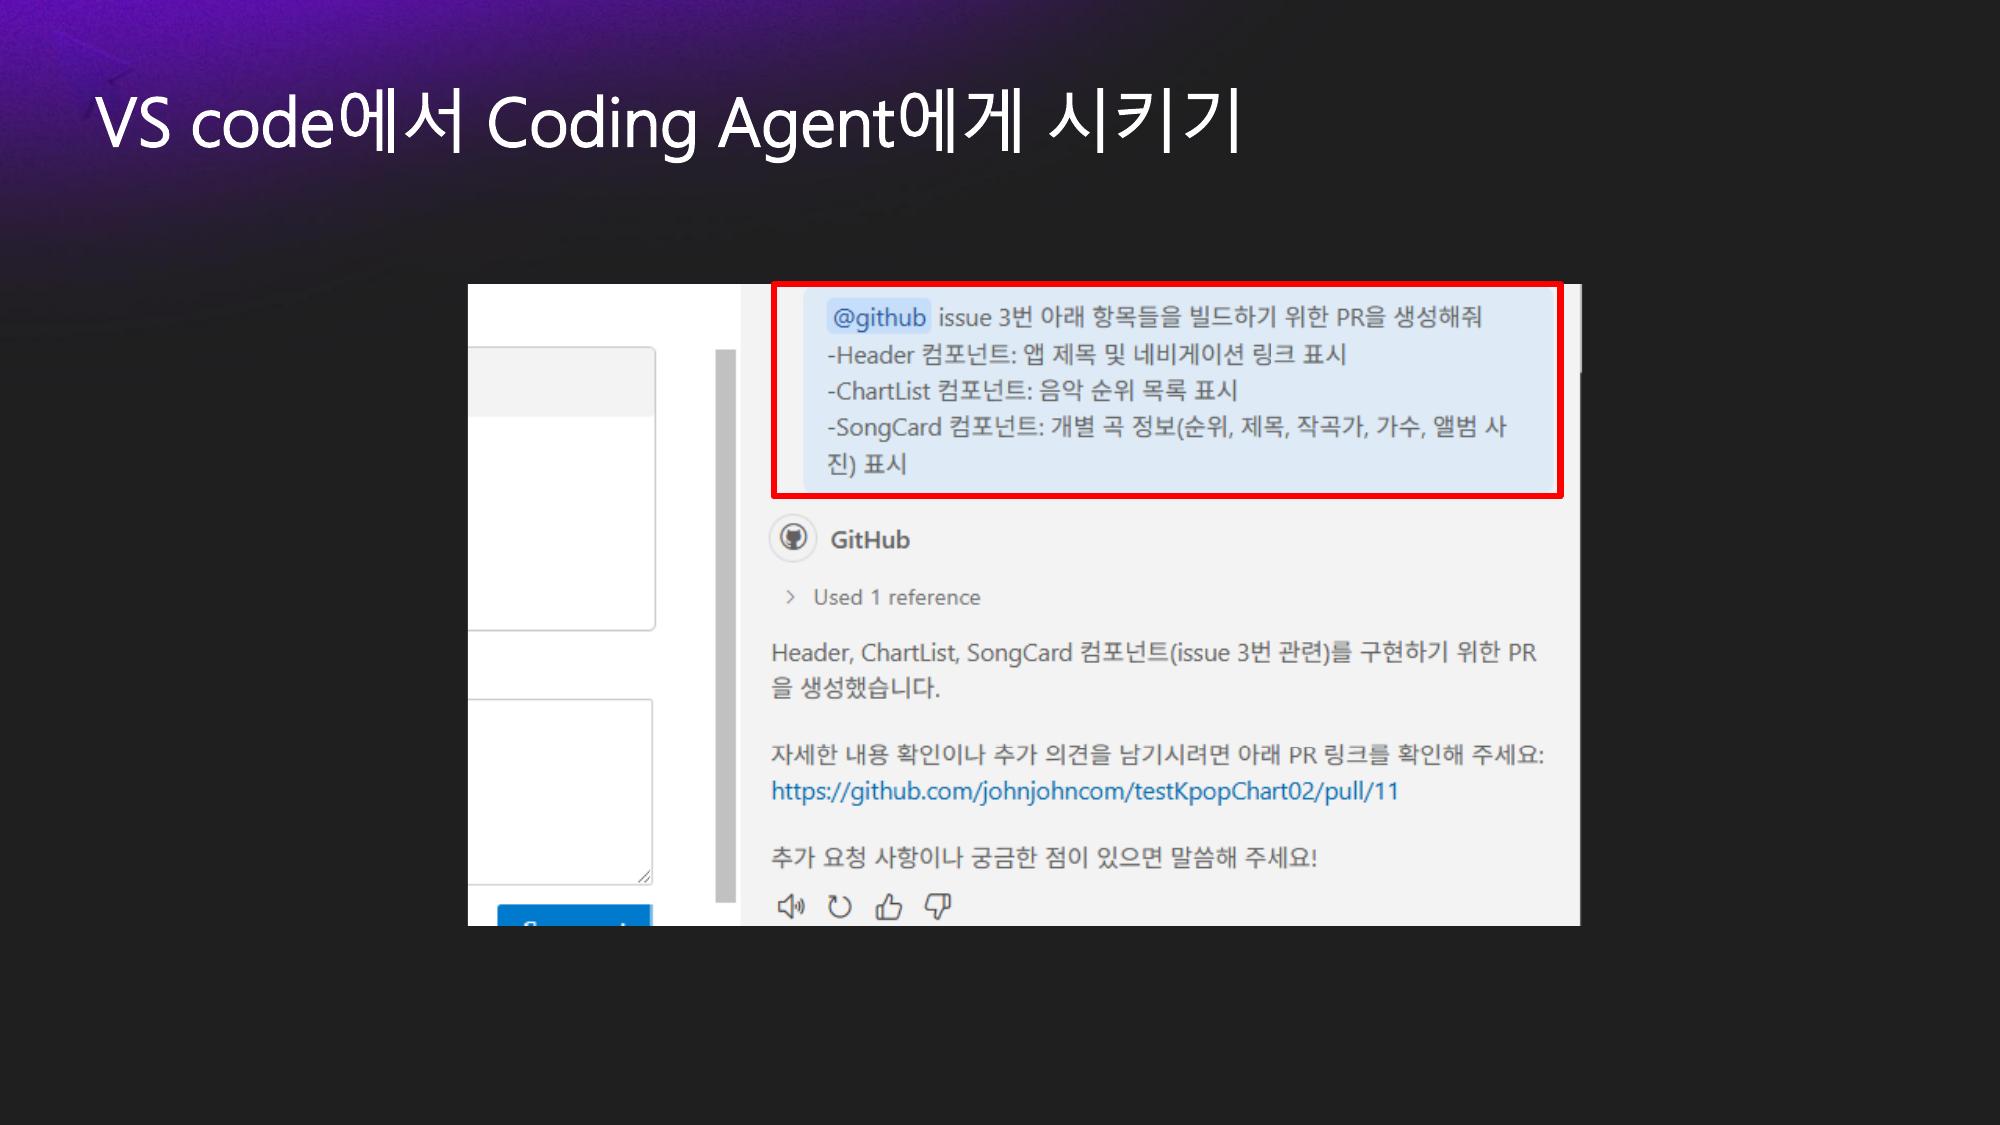 VS code에서 Coding Agent에게 시키기
@github issue 3번 아래 항목들을 빌드하기 위한 PR을 생성해줘
-Header 컴포넌트: 앱 제목 및 네비게이션 링크 표시
-ChartList 컴포넌트: 음악 순위 목록 표시
-SongCard 컴포넌트: 개별 곡 정보(순위, 제목, 작곡가, 가수, 앨범 사
진) 표시
GitHub
Used 1 reference
Header, ChartList, SongCard 컴포넌트(issue 3번 관련)를 구현하기 위한 PR
을 생성했습니다.
자세한 내용 확인이나 추가 의견을 남기시려면 아래 PR 링크를 확인해 주세요:
https://github.com/johnjohncom/testKpopChart02/pull/11
추가 요청 사항이나 궁금한 점이 있으면 말씀해 주세요!